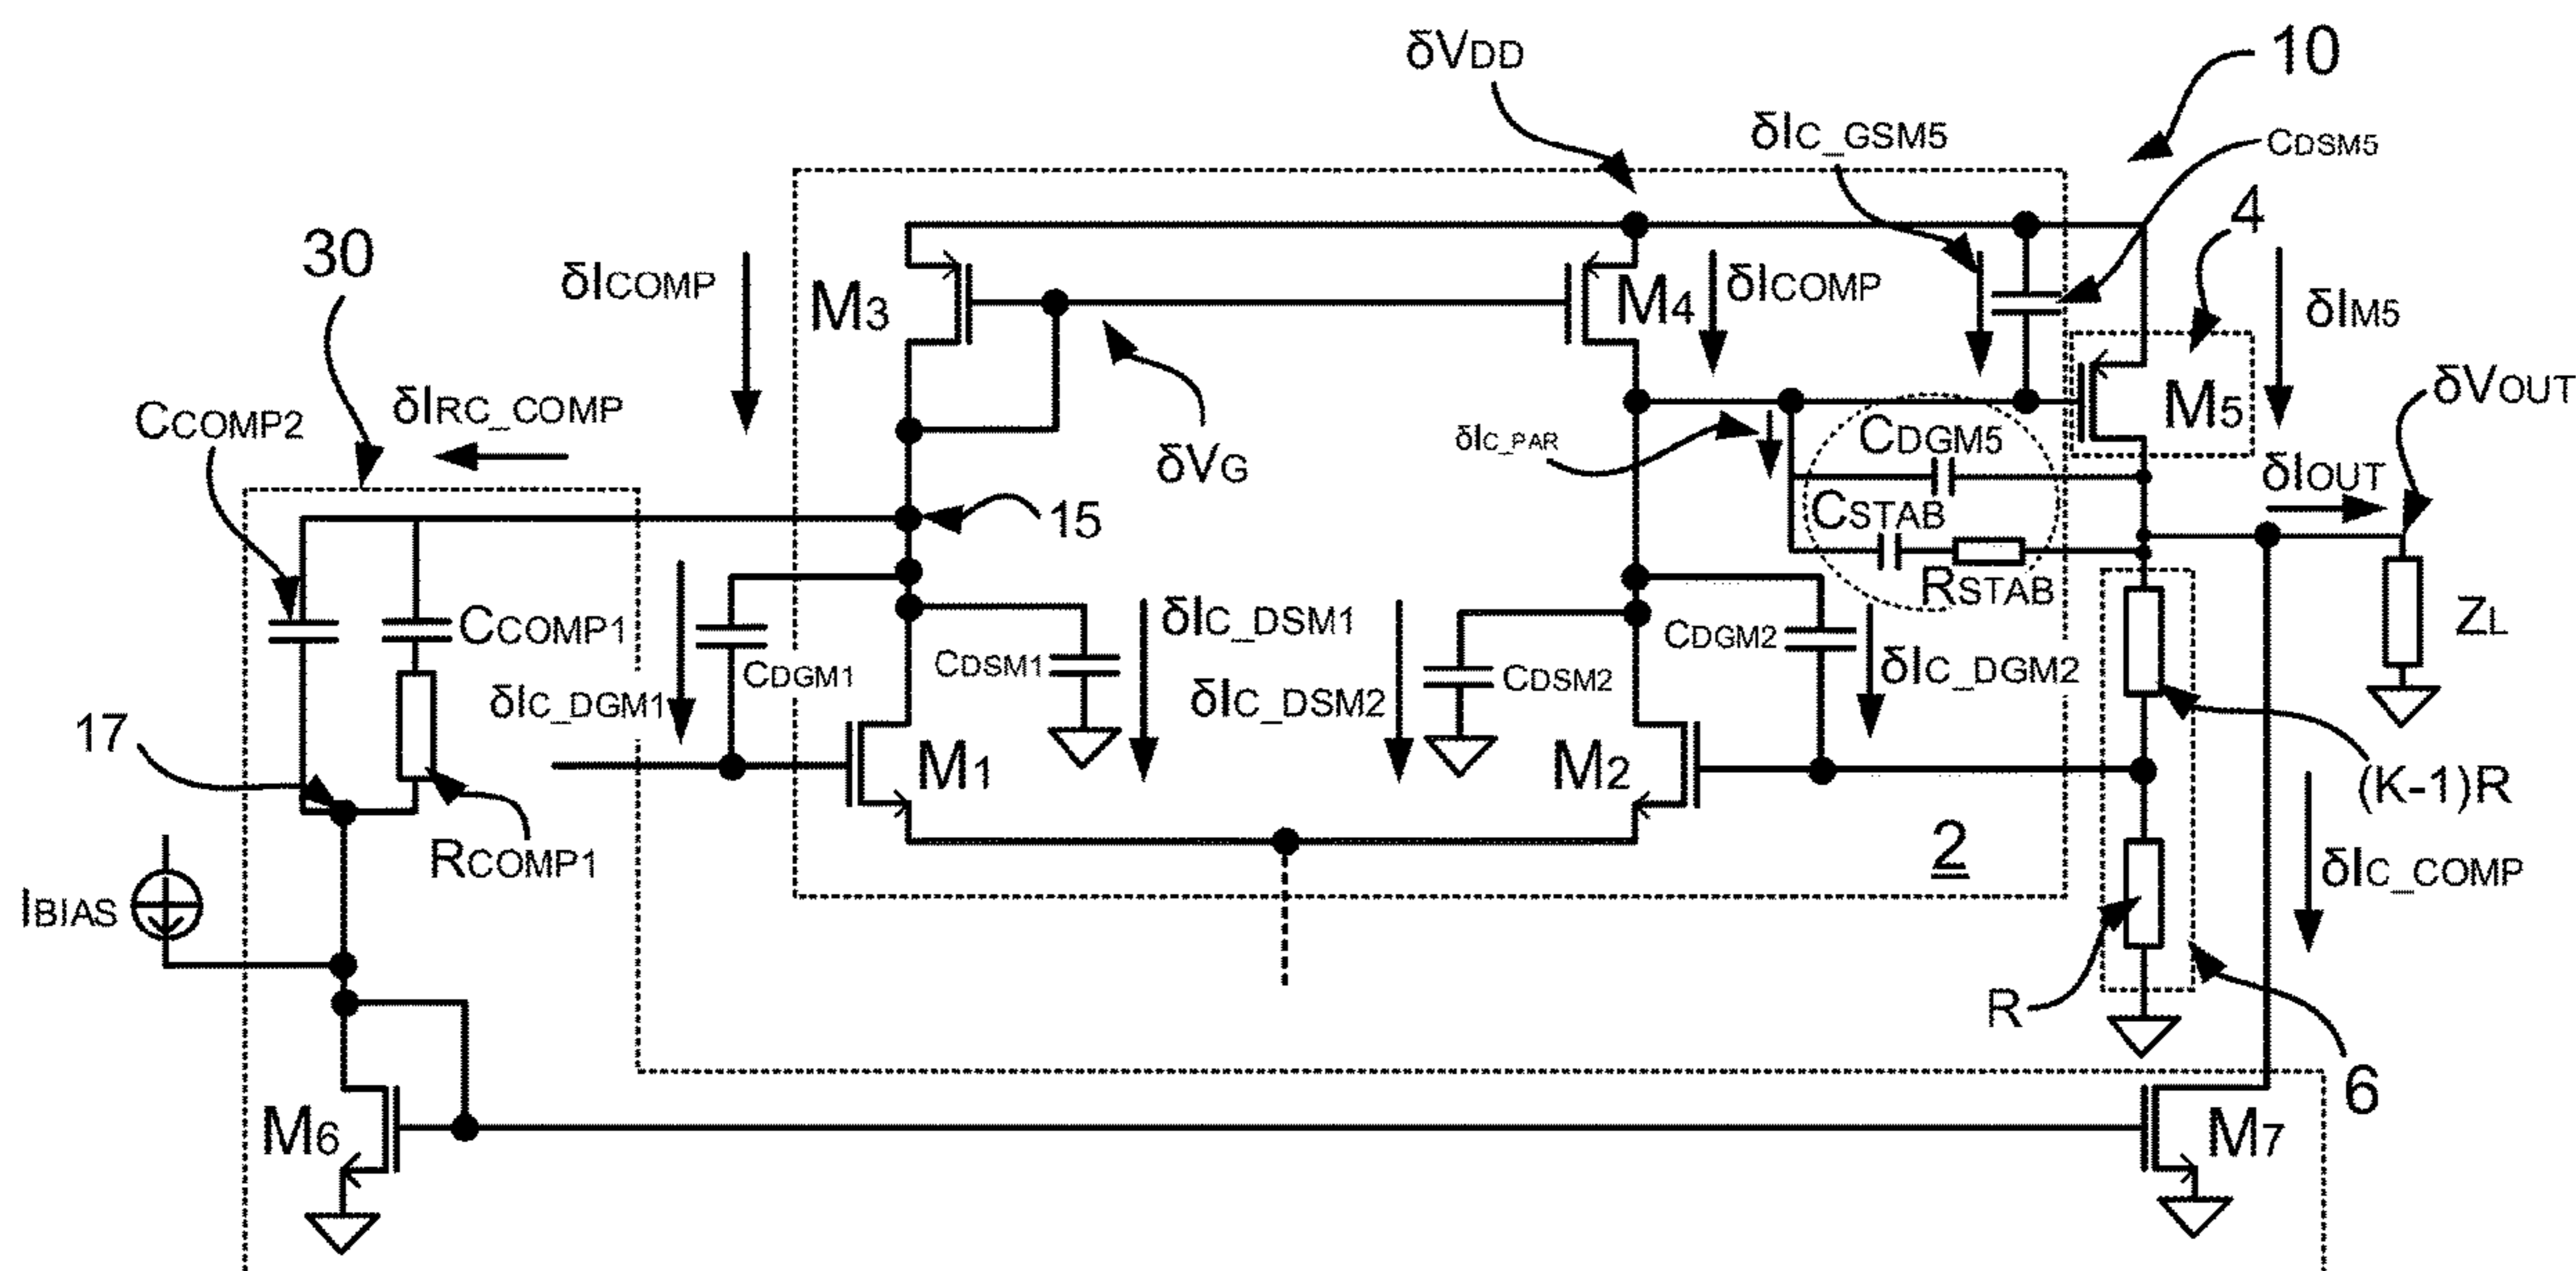 δVDD
10
δIC_GSM5
CDSM5
4
30
δICOMP
M3
M4
δICOMP
δIM5
CCOMP2
δIRC_COMP
δVG
δIC_PAR
CDGM5
M5
δVOUT
δIOUT
15
CSTAB
RSTAB
CCOMP1
δIC_DGM1
CDGM1
CDSM1
δIC_DSM1
δIC_DSM2
CDSM2
CDGM2
δIC_DGM2
ZL
17
M1
M2
(K-1)R
RCOMP1
2
IBIAS
δIC_COMP
R
6
M6
M7